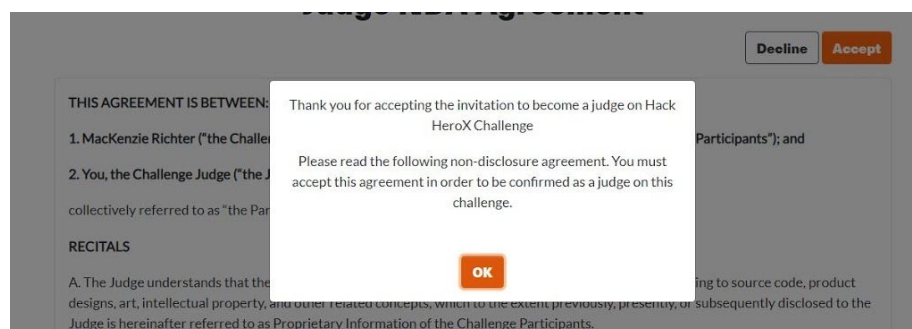 Judge NDA Agreement
Decline Accept
THIS AGREEMENT IS BETWEEN:
1. MacKenzie Richter ("the Challe
Participants"); and
2. You, the Challenge Judge ("the J
collectively referred to as "the Par
RECITALS
A. The Judge understands that the
ing to source code, product
designs, art, intellectual property, and other related concepts, which to the extent previously, presently, or subsequently disclosed to the
Judge is hereinafter referred to as Proprietary Information of the Challenge Participants.
Thank you for accepting the invitation to become a judge on Hack
HeroX Challenge
Please read the following non-disclosure agreement. You must
accept this agreement in order to be confirmed as a judge on this
challenge.
OK